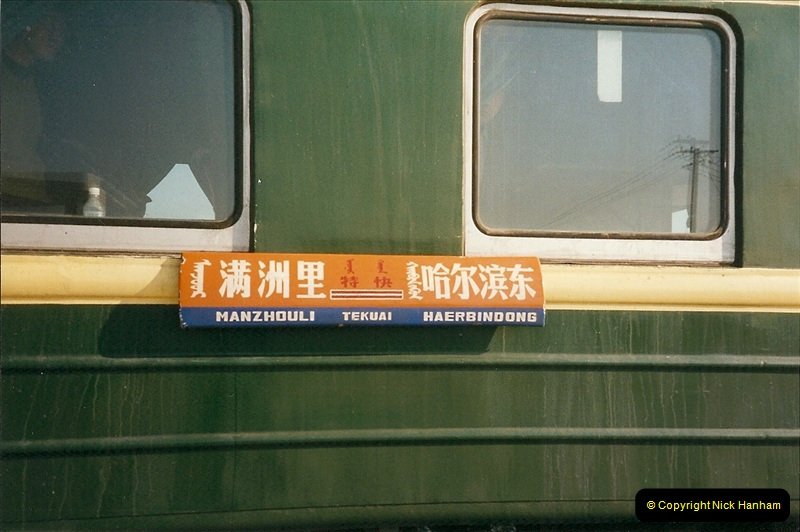 满洲里 特快 哈尔滨东
MANZHOULI TEKUAI HAERBINDONG
© Copyright Nick Hanham